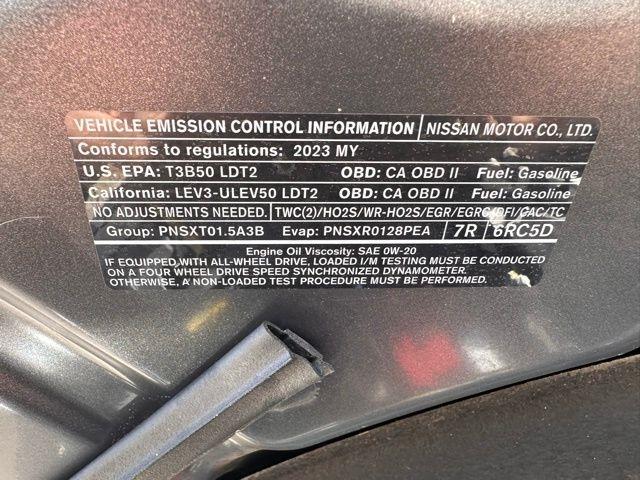 VEHICLE EMISSION CONTROL INFORMATION NISSAN MOTOR CO., LTD.
Conforms to regulations: 2023 MY
U.S. EPA: T3B50 LDT2 OBD: CA OBD II Fuel: Gasoline
California: LEV3-ULEV50 LDT2 OBD: CA OBD II Fuel: Gasoline
NO ADJUSTMENTS NEEDED. TWC(2)/HO2S/WR-HO2S/EGR/EGRC/DFI/CAC/TC
Group: PNSXT01.5A3B Evap: PNSXR0128PEA 7R 6RC5D
Engine Oil Viscosity: SAE 0W-20
IF EQUIPPED WITH ALL-WHEEL DRIVE, LOADED I/M TESTING MUST BE CONDUCTED
ON A FOUR WHEEL DRIVE SPEED SYNCHRONIZED DYNAMOMETER.
OTHERWISE, A NON-LOADED TEST PROCEDURE MUST BE PERFORMED.